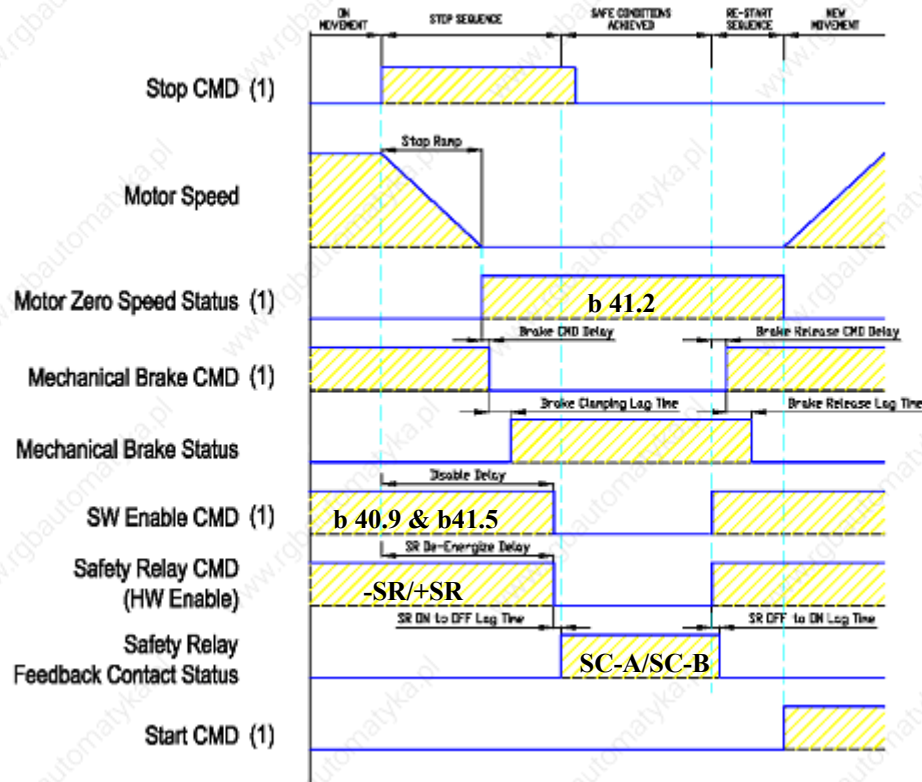 ON MOVEMENT
STOP SEQUENCE
SAFE CONDITIONS ACHIEVED
RE-START SEQUENCE
NEW MOVEMENT
Stop CMD (1)
Stop Ramp
Motor Speed
Motor Zero Speed Status (1)
b 41.2
Brake CMD Delay
Brake Release CMD Delay
Mechanical Brake CMD (1)
Brake Clamping Lag Time
Brake Release Lag Time
Mechanical Brake Status
Disable Delay
SW Enable CMD (1)
b 40.9 & b41.5
SR De-Energize Delay
Safety Relay CMD
(HW Enable)
-SR/+SR
SR ON to OFF Lag Time
SR OFF to ON Lag Time
Safety Relay
Feedback Contact Status
SC-A/SC-B
Start CMD (1)
www.rgbautomatyka.pl